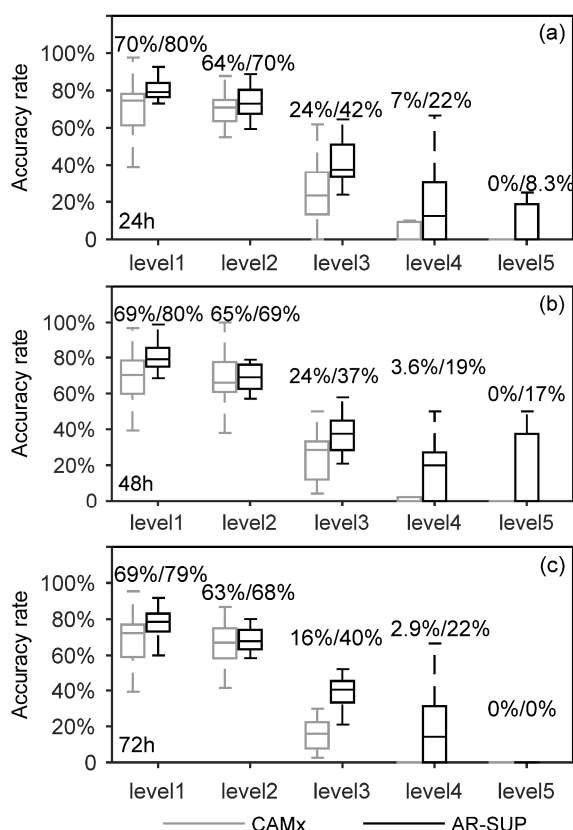 (a)
100%
70%/80%
64%/70%
80%
24%/42%
7%/22%
60%
40%
0%/8.3%
20%
24h
0
Accuracy rate
level1 level2 level3 level4 level5
(b)
100%
69%/80%
65%/69%
80%
24%/37%
3.6%/19%
0%/17%
60%
40%
20%
48h
0
Accuracy rate
level1 level2 level3 level4 level5
(c)
100%
69%/79%
63%/68%
80%
16%/40%
2.9%/22%
60%
40%
0%/0%
20%
72h
0
Accuracy rate
level1 level2 level3 level4 level5
CAMx AR-SUP